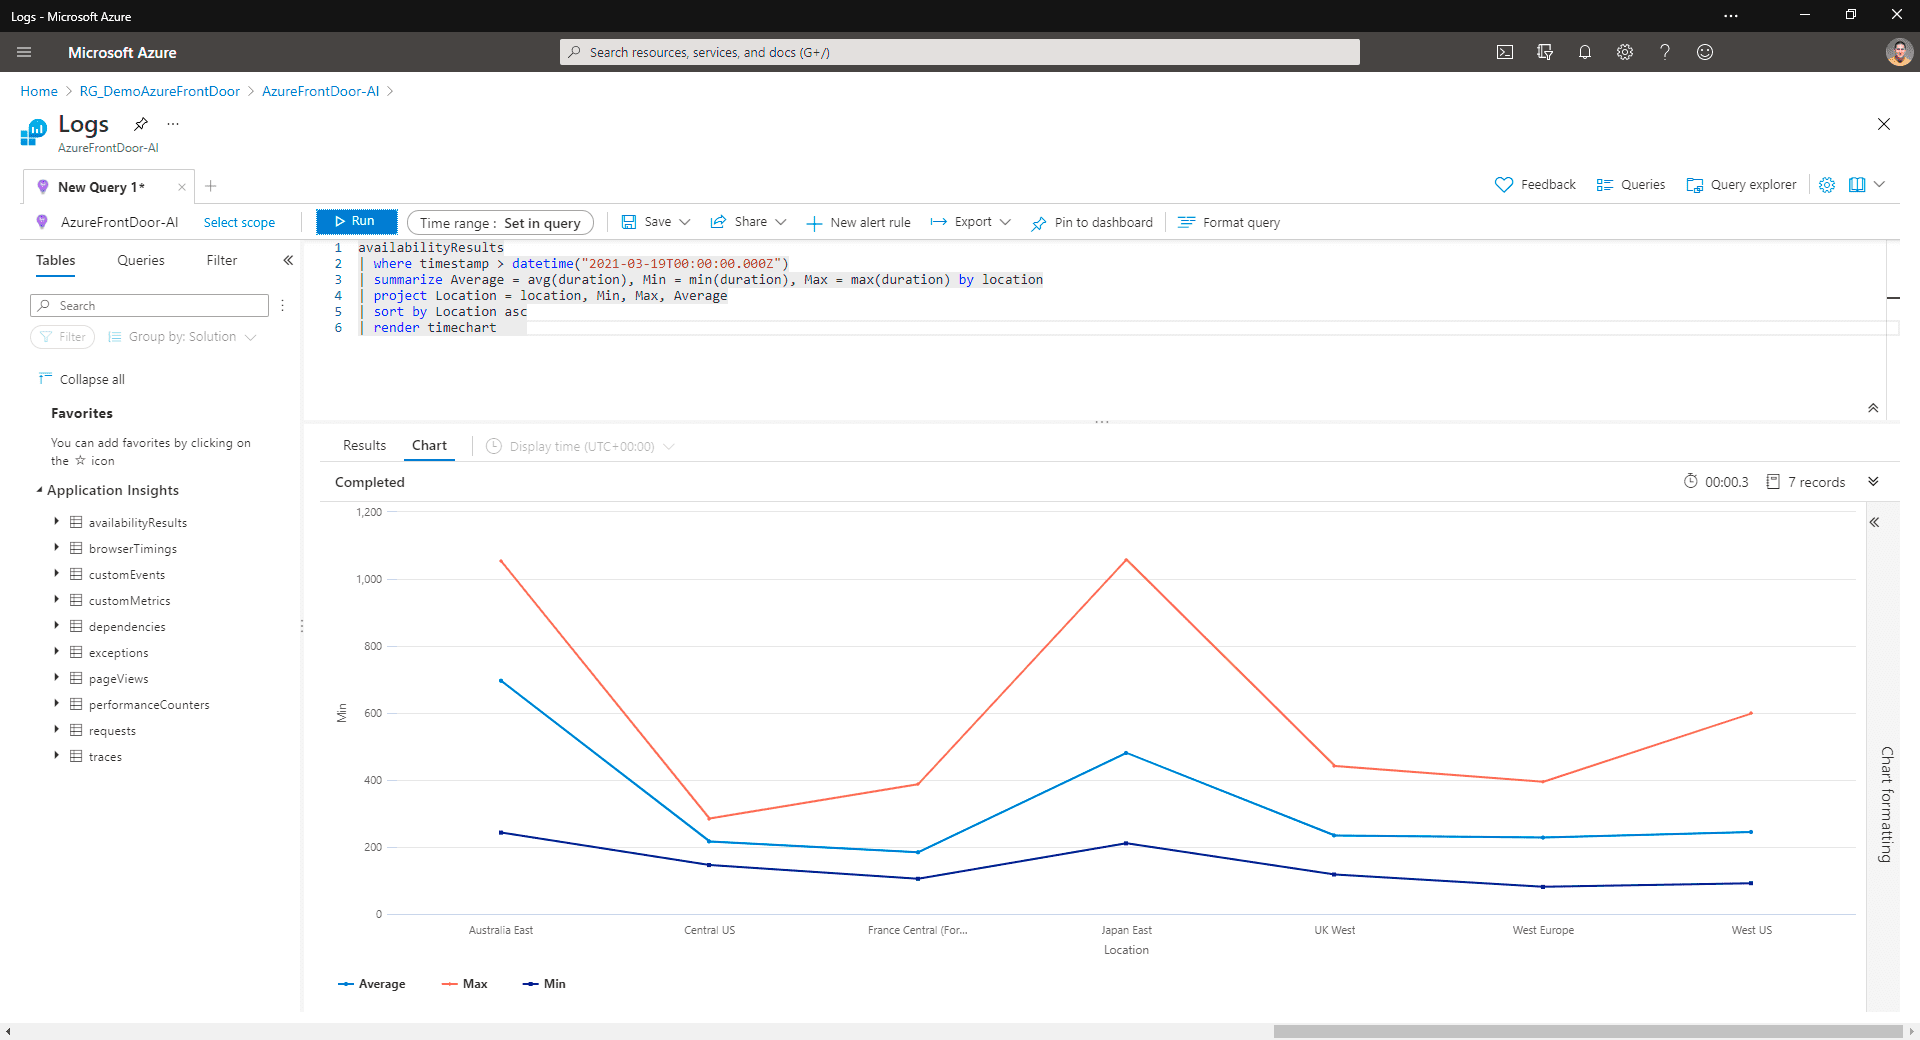 Logs - Microsoft Azure
Microsoft Azure
Search resources, services, and docs (G+/)
Home > RG_DemoAzureFrontDoor > AzureFrontDoor-AI >
Logs
AzureFrontDoor-AI
New Query 1*
Feedback Queries Query explorer
AzureFrontDoor-AI Select scope Run Time range : Set in query Save Share New alert rule Export Pin to dashboard Format query
Tables Queries Filter
Search
Filter Group by: Solution
Collapse all
Favorites
You can add favorites by clicking on
the ☆ icon
Application Insights
availabilityResults
browserTimings
customEvents
customMetrics
dependencies
exceptions
pageViews
performanceCounters
requests
traces
1 availabilityResults
2 | where timestamp > datetime("2021-03-19T00:00:00.000Z")
3 | summarize Average = avg(duration), Min = min(duration), Max = max(duration) by location
4 | project Location = location, Min, Max, Average
5 | sort by Location asc
6 | render timechart
Results Chart Display time (UTC+00:00)
Completed 00:00.3 7 records
1,200
1,000
800
600
400
200
0
Min
Australia East Central US France Central (For... Japan East UK West West Europe West US
Location
Average Max Min
Chart formatting